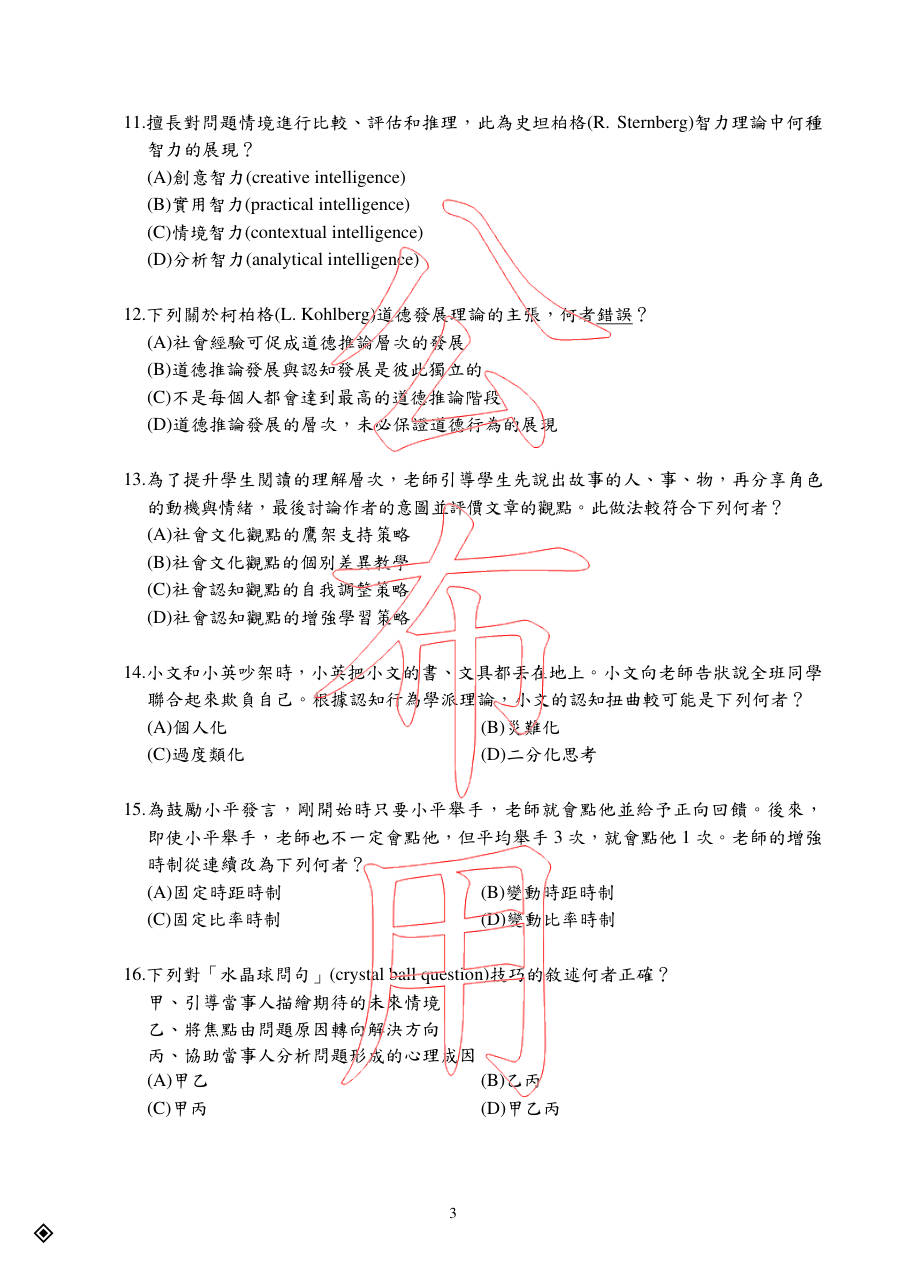 11.擅長對問題情境進行比較、評估和推理，此為史坦柏格(R. Sternberg)智力理論中何種
智力的展現？
(A)創意智力(creative intelligence)
(B)實用智力(practical intelligence)
(C)情境智力(contextual intelligence)
(D)分析智力(analytical intelligence)
12.下列關於柯柏格(L. Kohlberg)道德發展理論的主張，何者錯誤？
(A)社會經驗可促成道德推論層次的發展
(B)道德推論發展與認知發展是彼此獨立的
(C)不是每個人都會達到最高的道德推論階段
(D)道德推論發展的層次，未必保證道德行為的展現
13.為了提升學生閱讀的理解層次，老師引導學生先說出故事的人、事、物，再分享角色
的動機與情緒，最後討論作者的意圖並評價文章的觀點。此做法較符合下列何者？
(A)社會文化觀點的鷹架支持策略
(B)社會文化觀點的個別差異教學
(C)社會認知觀點的自我調整策略
(D)社會認知觀點的增強學習策略
14.小文和小英吵架時，小英把小文的書、文具都丟在地上。小文向老師告狀說全班同學
聯合起來欺負自己。根據認知行為學派理論，小文的認知扭曲較可能是下列何者？
(A)個人化 (B)災難化
(C)過度類化 (D)二分化思考
15.為鼓勵小平發言，剛開始時只要小平舉手，老師就會點他並給予正向回饋。後來，
即使小平舉手，老師也不一定會點他，但平均舉手 3 次，就會點他 1 次。老師的增強
時制從連續改為下列何者？
(A)固定時距時制 (B)變動時距時制
(C)固定比率時制 (D)變動比率時制
16.下列對「水晶球問句」(crystal ball question)技巧的敘述何者正確？
甲、引導當事人描繪期待的未來情境
乙、將焦點由問題原因轉向解決方向
丙、協助當事人分析問題形成的心理成因
(A)甲乙 (B)乙丙
(C)甲丙 (D)甲乙丙
公布用
3